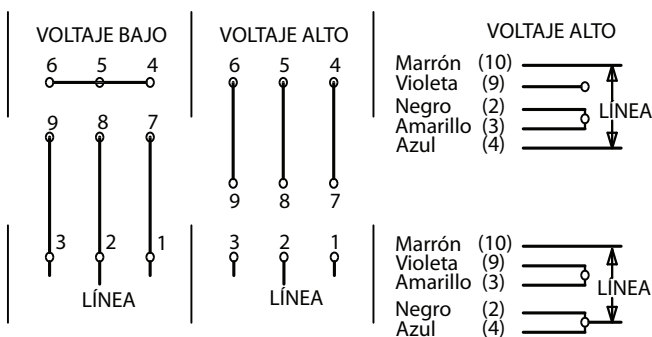 VOLTAJE BAJO
6 5 4
9 8 7
3 2 1
LÍNEA
VOLTAJE ALTO
6 5 4
9 8 7
3 2 1
LÍNEA
VOLTAJE ALTO
Marrón (10)
Violeta (9)
Negro (2)
Amarillo (3)
Azul (4)
LÍNEA
Marrón (10)
Violeta (9)
Amarillo (3)
Negro (2)
Azul (4)
LÍNEA